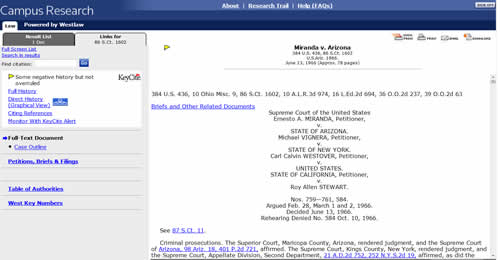 Campus Research
About | Research Trail | Help (FAQs)
SIGN OFF
Law Powered by Westlaw
Result List
1 Doc
Links for
86 S.Ct. 1602
Full Screen List
Search in results
Find citation: Go
Some negative history but not
overruled
KeyCite
Full History
Direct History
(Graphical View)
Citing References
Monitor With KeyCite Alert
Full-Text Document
Case Outline
Petitions, Briefs & Filings
Table of Authorities
West Key Numbers
PRINT
EMAIL
DOWNLOAD
Miranda v. Arizona
384 U.S. 436, 86 S.Ct. 1602
U.S.Ariz. 1966.
June 13, 1966 (Approx. 78 pages)
384 U.S. 436, 10 Ohio Misc. 9, 86 S.Ct. 1602, 10 A.L.R.3d 974, 16 L.Ed.2d 694, 36 O.O.2d 237, 39 O.O.2d 63
Briefs and Other Related Documents
Supreme Court of the United States
Ernesto A. MIRANDA, Petitioner,
v.
STATE OF ARIZONA.
Michael VIGNERA, Petitioner,
v.
STATE OF NEW YORK.
Carl Calvin WESTOVER, Petitioner,
v.
UNITED STATES.
STATE OF CALIFORNIA, Petitioner,
v.
Roy Allen STEWART.
Nos. 759—761, 584.
Argued Feb. 28, March 1 and 2, 1966.
Decided June 13, 1966.
Rehearing Denied No. 584 Oct. 10, 1966.
See 87 S.Ct. 11.
Criminal prosecutions. The Superior Court, Maricopa County, Arizona, rendered judgment, and the Supreme Court
of Arizona, 98 Ariz. 18, 401 P.2d 721, affirmed. The Supreme Court, Kings County, New York, rendered judgment, and
the Supreme Court, Appellate Division, Second Department, 21 A.D.2d 752, 252 N.Y.S.2d 19, affirmed, as did the